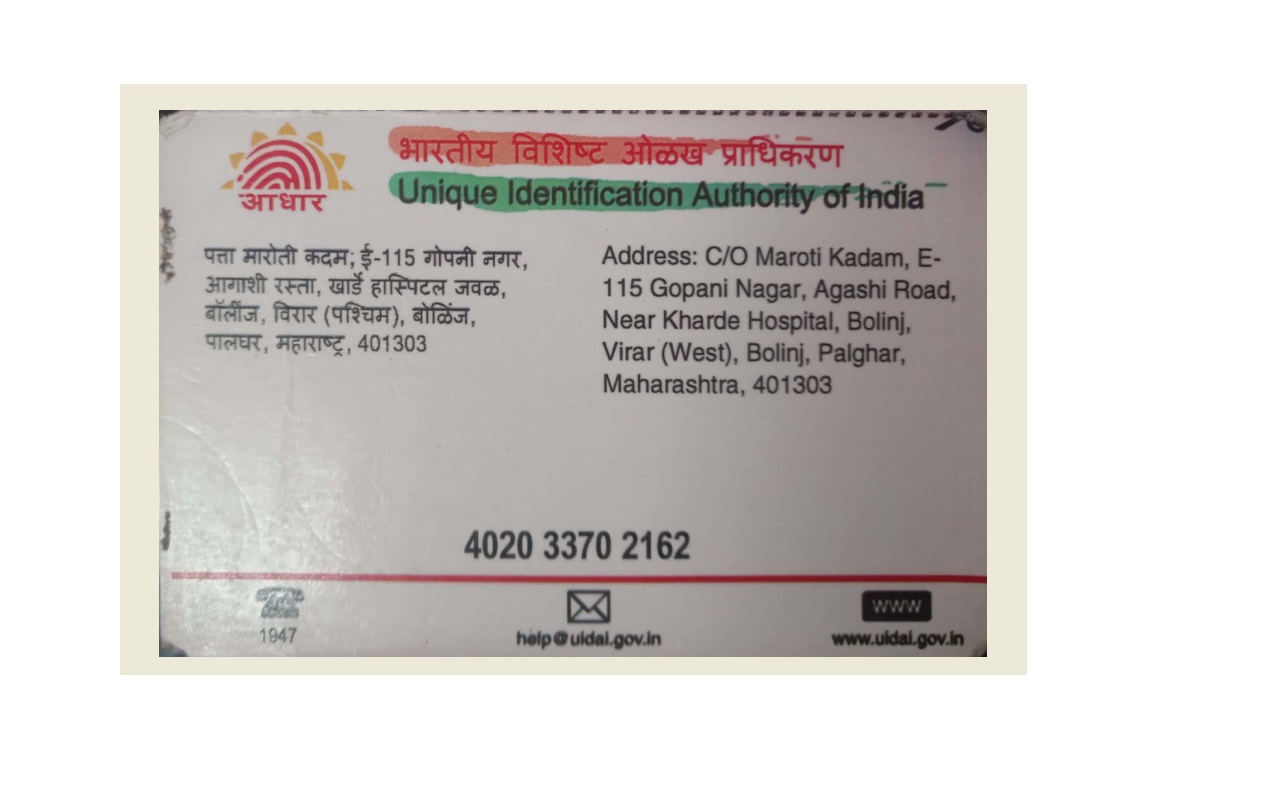 आधार
भारतीय विशिष्ट ओळख प्राधिकरण
Unique Identification Authority of India
पत्ता मारोती कदम; ई-115 गोपनी नगर,
आगाशी रस्ता, खार्डे हास्पिटल जवळ,
बॉलींज, विरार (पश्चिम), बोळिंज,
पालघर, महाराष्ट्र, 401303
Address: C/O Maroti Kadam, E-
115 Gopani Nagar, Agashi Road,
Near Kharde Hospital, Bolinj,
Virar (West), Bolinj, Palghar,
Maharashtra, 401303
4020 3370 2162
1947
help@uidai.gov.in
WWW
www.uidai.gov.in